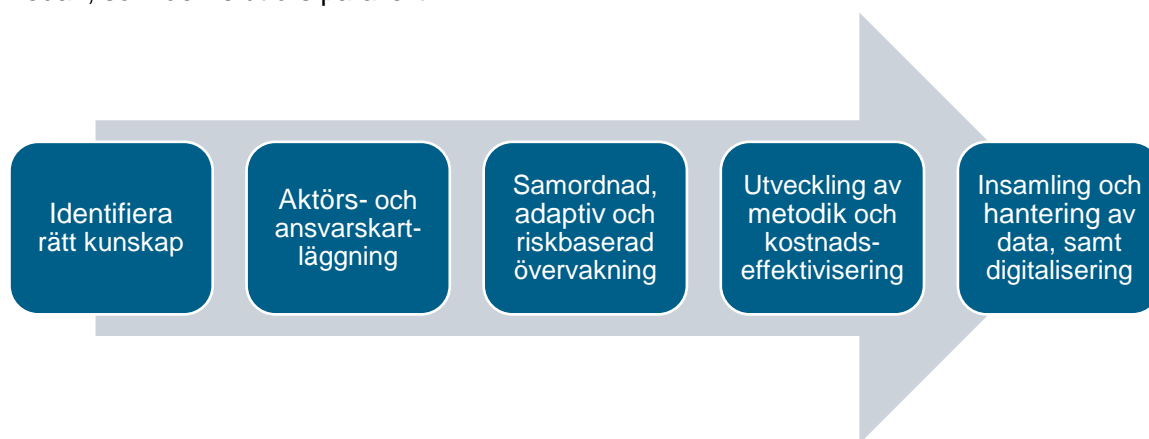 Identifiera
rätt kunskap
Aktörs- och
ansvarskart-
läggning
Samordnad,
adaptiv och
riskbaserad
övervakning
Utveckling av
metodik och
kostnads-
effektivisering
Insamling och
hantering av
data, samt
digitalisering